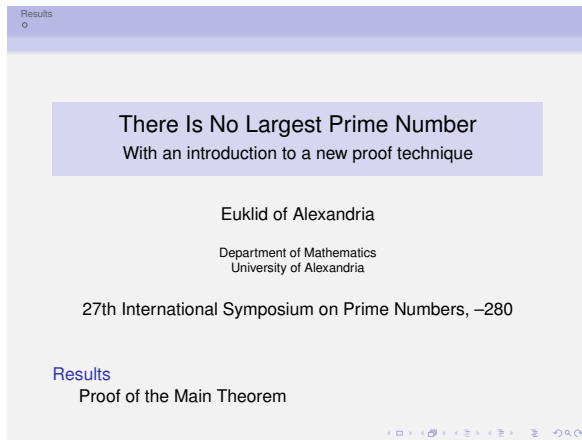 Results
There Is No Largest Prime Number
With an introduction to a new proof technique
Euklid of Alexandria
Department of Mathematics
University of Alexandria
27th International Symposium on Prime Numbers, –280
Results
Proof of the Main Theorem